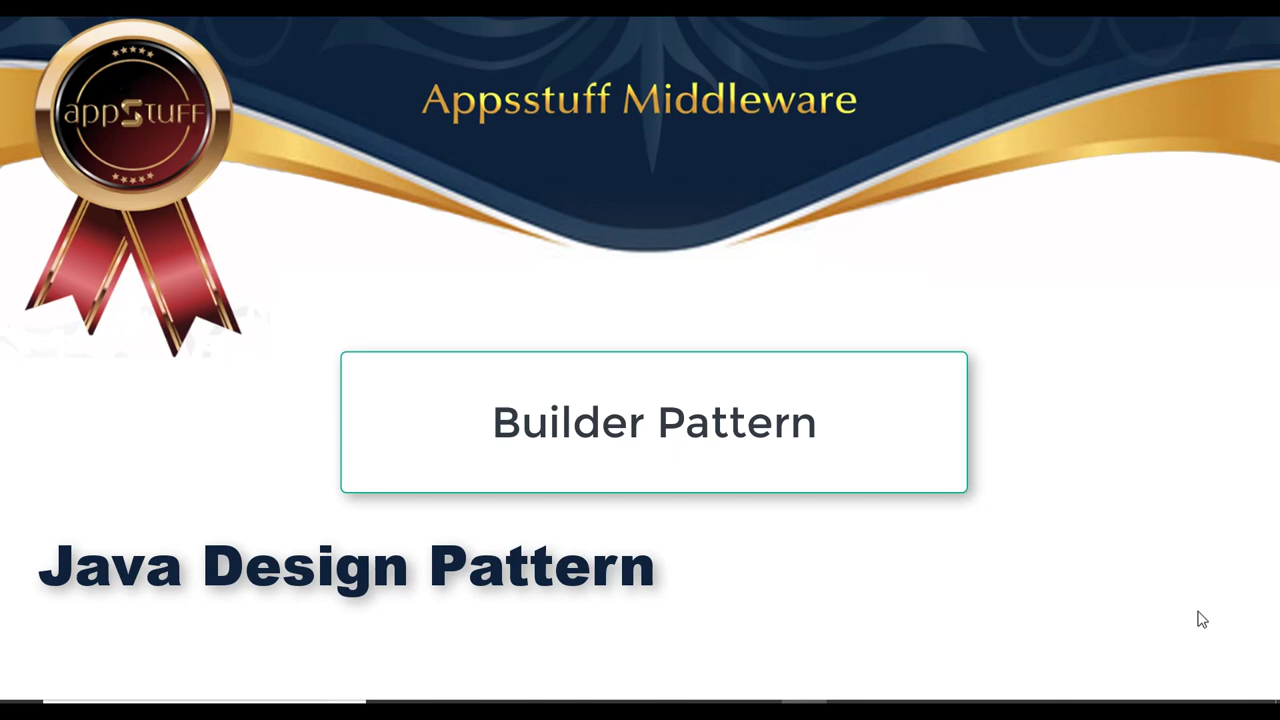 appStuff
Appsstuff Middleware
Builder Pattern
Java Design Pattern